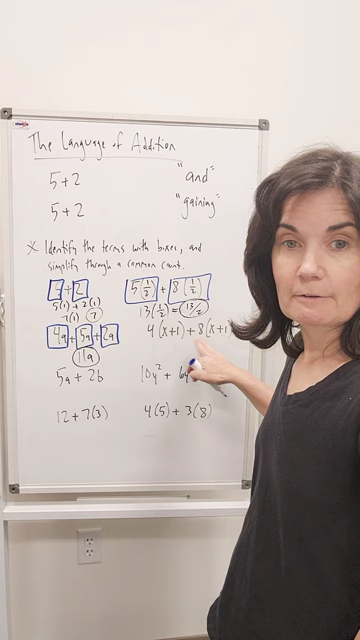 The Language of Addition
5 + 2 "and"
5 + 2 "gaining"
* Identify the terms with boxes, and
simplify through a common count.
5 + 2 5(1/2) + 8(1/2)
5(1) + 2(1)
7(1) 7 13(1/2) = 13/2
4a + 5a + 2a 4(x+1) + 8(x+1
11a
5a + 2b 10y² + 6y
12 + 7(3) 4(5) + 3(8)